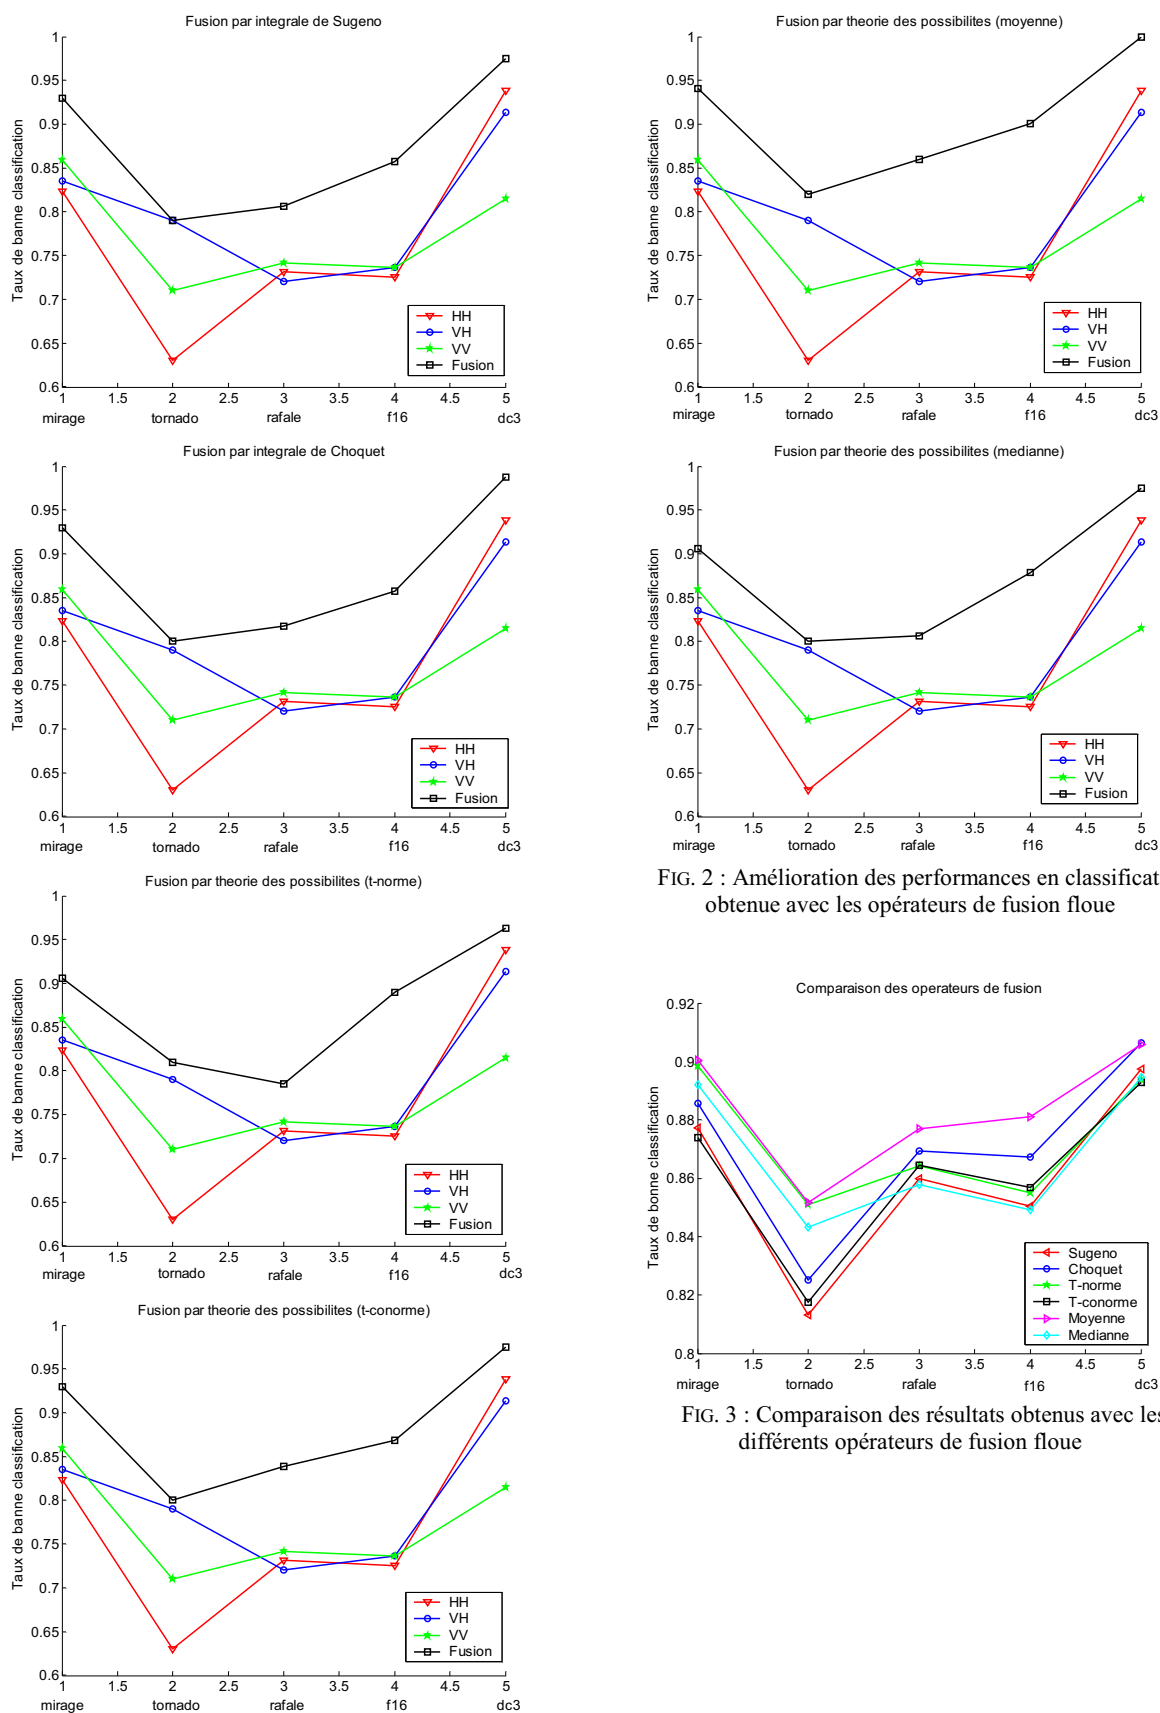 Fusion par integrale de Sugeno
Taux de banne classification
1
0.95
0.9
0.85
0.8
0.75
0.7
0.65
0.6
HH
VH
VV
Fusion
1 1.5 2 2.5 3 3.5 4 4.5 5
mirage tornado rafale f16 dc3
Fusion par integrale de Choquet
Taux de banne classification
1
0.95
0.9
0.85
0.8
0.75
0.7
0.65
0.6
HH
VH
VV
Fusion
1 1.5 2 2.5 3 3.5 4 4.5 5
mirage tornado rafale f16 dc3
Fusion par theorie des possibilites (t-norme)
Taux de banne classification
1
0.95
0.9
0.85
0.8
0.75
0.7
0.65
0.6
HH
VH
VV
Fusion
1 1.5 2 2.5 3 3.5 4 4.5 5
mirage tornado rafale f16 dc3
Fusion par theorie des possibilites (t-conorme)
Taux de banne classification
1
0.95
0.9
0.85
0.8
0.75
0.7
0.65
0.6
HH
VH
VV
Fusion
1 1.5 2 2.5 3 3.5 4 4.5 5
mirage tornado rafale f16 dc3
Fusion par theorie des possibilites (moyenne)
Taux de banne classification
1
0.95
0.9
0.85
0.8
0.75
0.7
0.65
0.6
HH
VH
VV
Fusion
1 1.5 2 2.5 3 3.5 4 4.5 5
mirage tornado rafale f16 dc3
Fusion par theorie des possibilites (medianne)
Taux de banne classification
1
0.95
0.9
0.85
0.8
0.75
0.7
0.65
0.6
HH
VH
VV
Fusion
1 1.5 2 2.5 3 3.5 4 4.5 5
mirage tornado rafale f16 dc3
FIG. 2 : Amélioration des performances en classificat
obtenue avec les opérateurs de fusion floue
Comparaison des operateurs de fusion
Taux de bonne classification
0.92
0.9
0.88
0.86
0.84
0.82
0.8
Sugeno
Choquet
T-norme
T-conorme
Moyenne
Medianne
1 1.5 2 2.5 3 3.5 4 4.5 5
mirage tornado rafale f16 dc3
FIG. 3 : Comparaison des résultats obtenus avec les
différents opérateurs de fusion floue